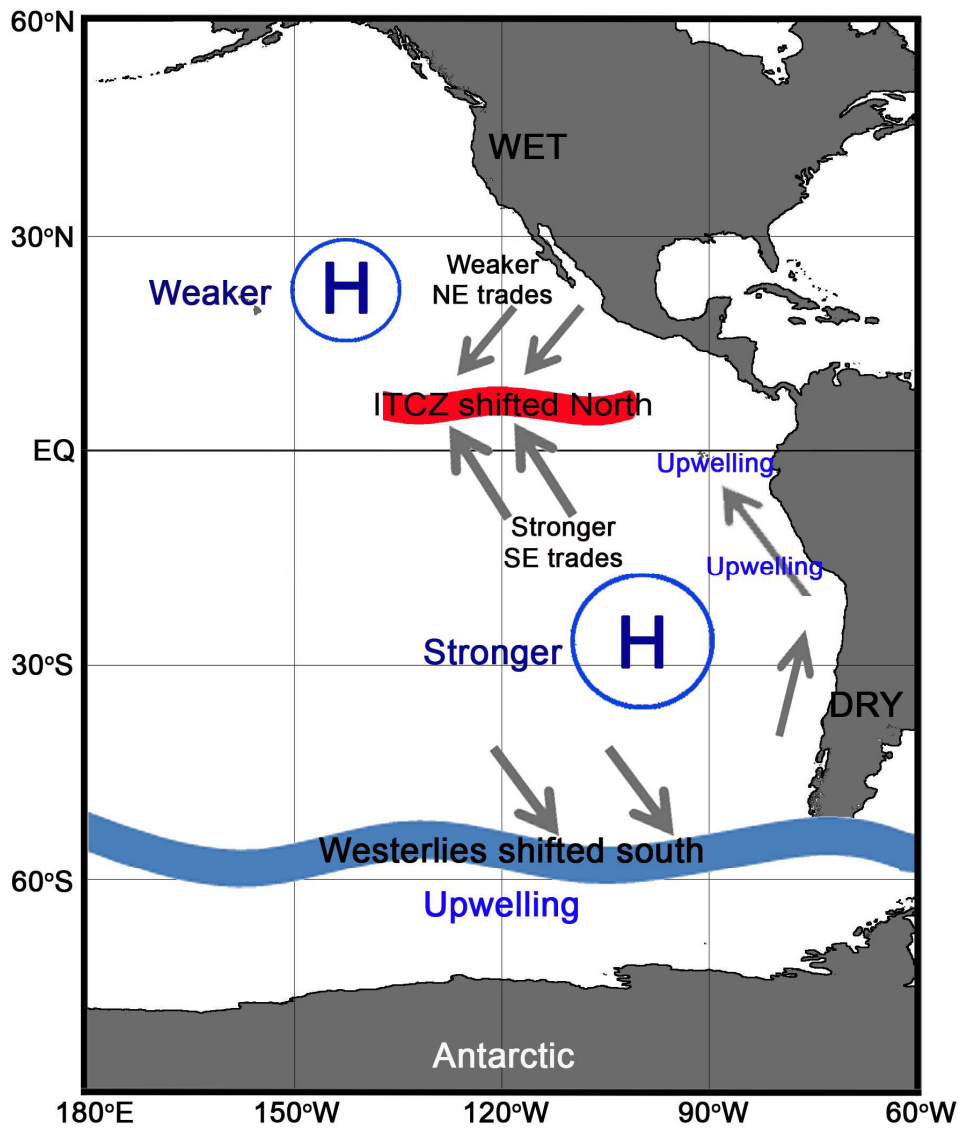 60°N
WET
30°N
Weaker
NE trades
Weaker
H
ITCZ shifted North
EQ
Upwelling
Stronger
SE trades
Upwelling
H
Stronger
30°S
DRY
Westerlies shifted south
60°S
Upwelling
Antarctic
180°E
150°W
120°W
90°W
60°W